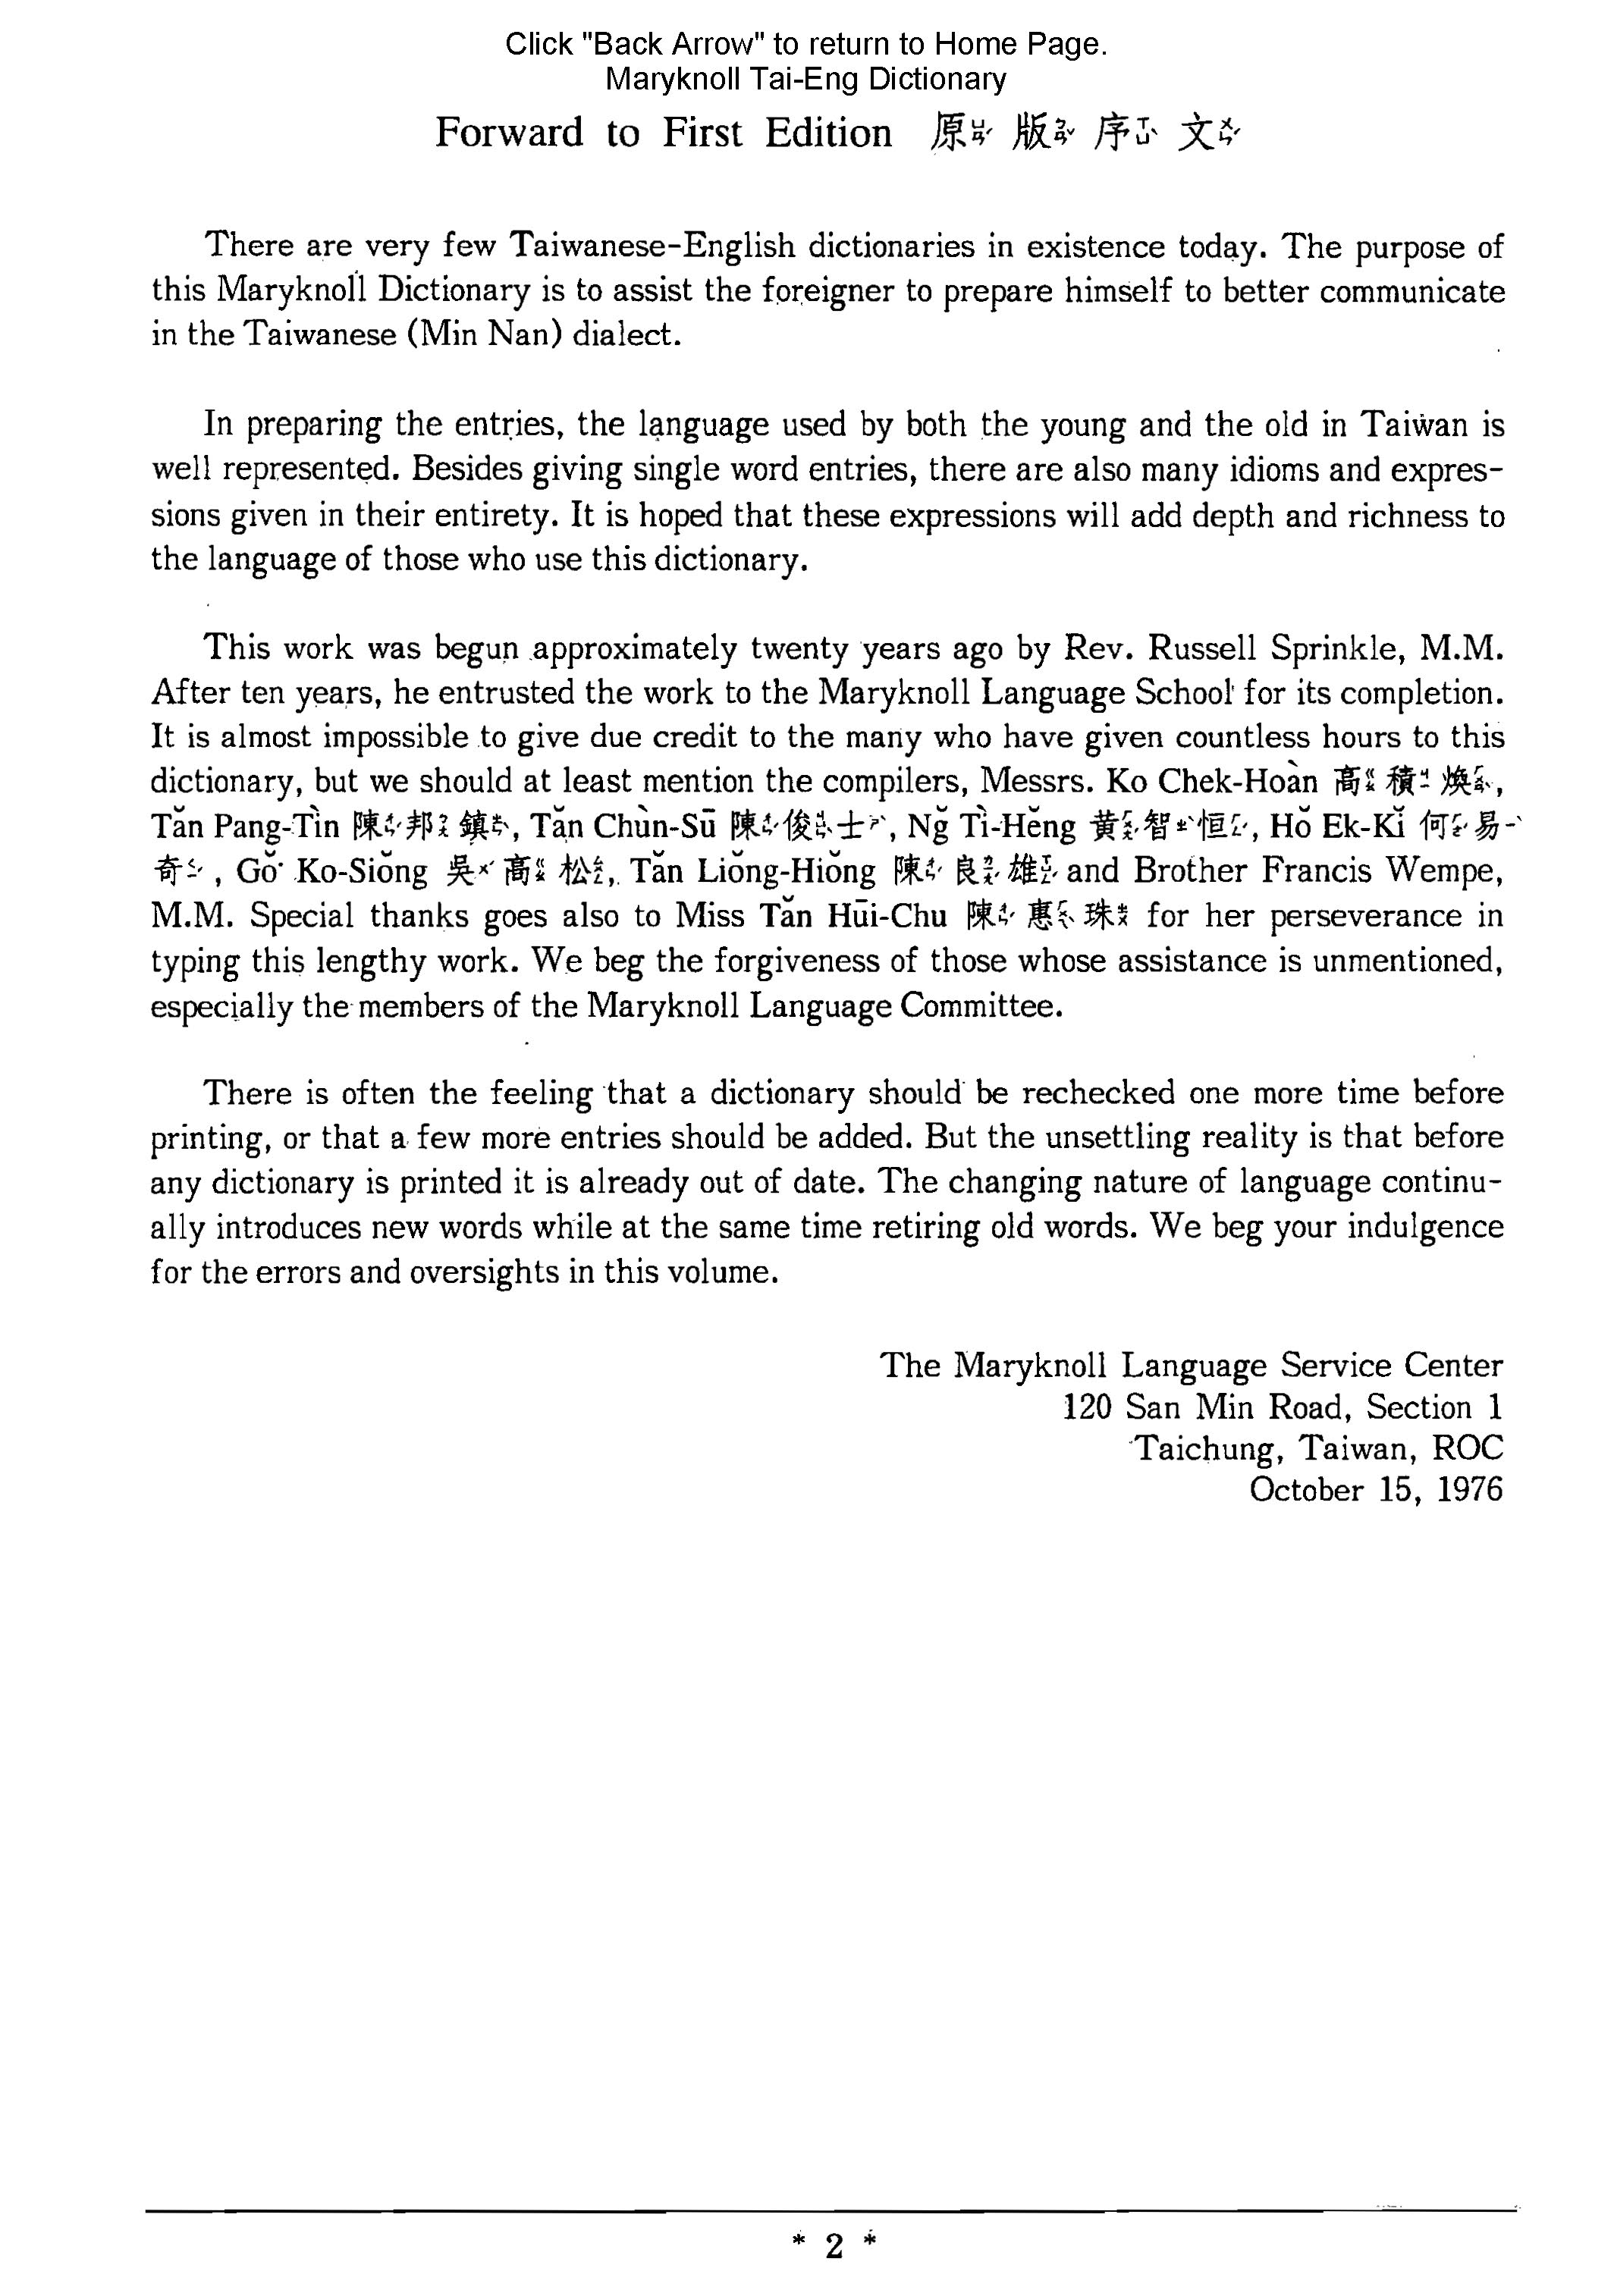 Click "Back Arrow" to return to Home Page.
Maryknoll Tai-Eng Dictionary
Forward to First Edition 原 版 序 文
There are very few Taiwanese-English dictionaries in existence today. The purpose of
this Maryknoll Dictionary is to assist the foreigner to prepare himself to better communicate
in the Taiwanese (Min Nan) dialect.
In preparing the entries, the language used by both the young and the old in Taiwan is
well represented. Besides giving single word entries, there are also many idioms and expres-
sions given in their entirety. It is hoped that these expressions will add depth and richness to
the language of those who use this dictionary.
This work was begun approximately twenty years ago by Rev. Russell Sprinkle, M.M.
After ten years, he entrusted the work to the Maryknoll Language School for its completion.
It is almost impossible to give due credit to the many who have given countless hours to this
dictionary, but we should at least mention the compilers, Messrs. Ko Chek-Hoàn 高 積 煥,
Tăn Pang-Tìn 陳 邦 鎮, Tăn Chùn-Sū 陳 俊 士, Nğ Tì-Hĕng 黄 智 恒, Hŏ Ek-Kĭ 何 易
奇, Gŏ· Ko-Siŏng 吳 高 松, Tăn Liŏng-Hiŏng 陳 良 雄 and Brother Francis Wempe,
M.M. Special thanks goes also to Miss Tăn Hūi-Chu 陳 惠 珠 for her perseverance in
typing this lengthy work. We beg the forgiveness of those whose assistance is unmentioned,
especially the members of the Maryknoll Language Committee.
There is often the feeling that a dictionary should be rechecked one more time before
printing, or that a few more entries should be added. But the unsettling reality is that before
any dictionary is printed it is already out of date. The changing nature of language continu-
ally introduces new words while at the same time retiring old words. We beg your indulgence
for the errors and oversights in this volume.
The Maryknoll Language Service Center
120 San Min Road, Section 1
Taichung, Taiwan, ROC
October 15, 1976
* 2 *